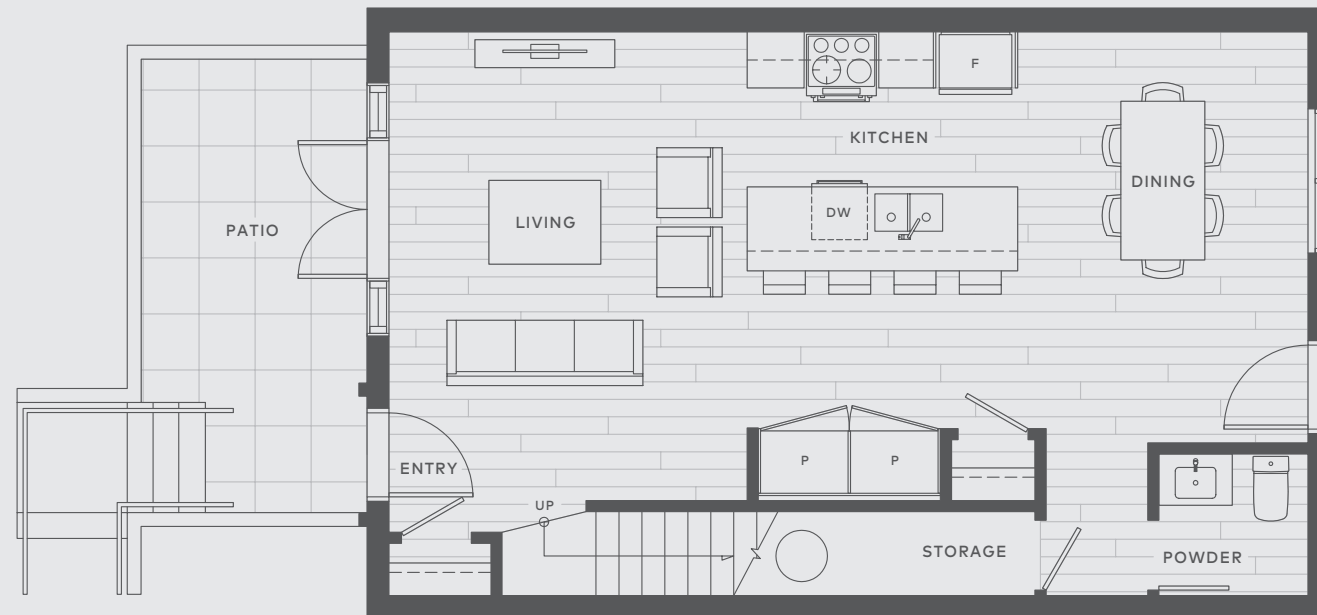 F
KITCHEN
DINING
DW
LIVING
PATIO
P
P
ENTRY
UP
STORAGE
POWDER